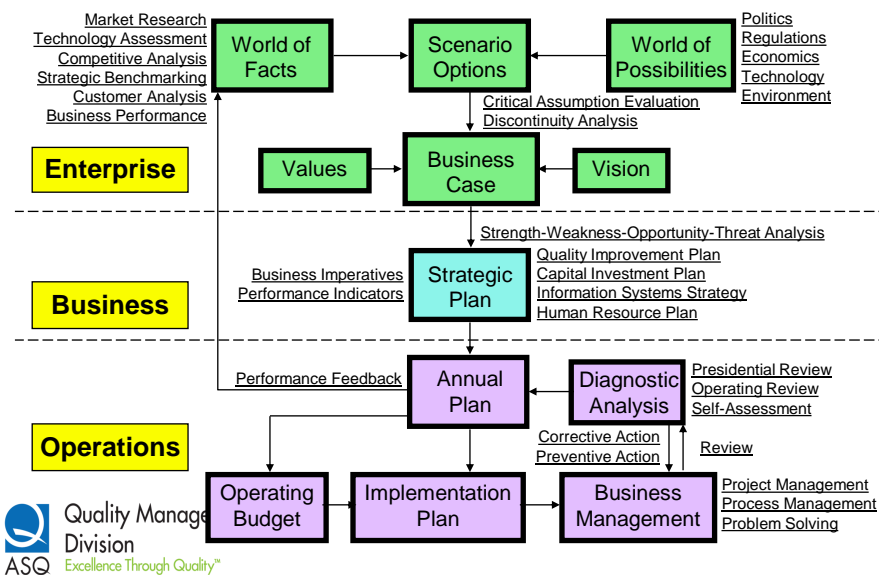 Market Research
Technology Assessment
Competitive Analysis
Strategic Benchmarking
Customer Analysis
Business Performance
World of
Facts
Scenario
Options
World of
Possibilities
Politics
Regulations
Economics
Technology
Environment
Critical Assumption Evaluation
Discontinuity Analysis
Enterprise
Values
Business
Case
Vision
Strength-Weakness-Opportunity-Threat Analysis
Business
Business Imperatives
Performance Indicators
Strategic
Plan
Quality Improvement Plan
Capital Investment Plan
Information Systems Strategy
Human Resource Plan
Performance Feedback
Annual
Plan
Diagnostic
Analysis
Presidential Review
Operating Review
Self-Assessment
Operations
Corrective Action
Preventive Action
Review
Operating
Budget
Implementation
Plan
Business
Management
Project Management
Process Management
Problem Solving
Quality Manage
Division
ASQ Excellence Through Quality™